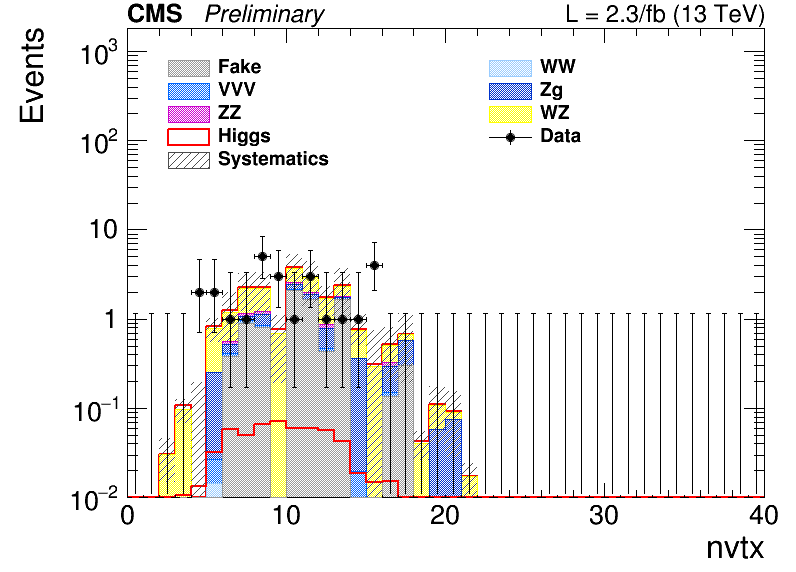 CMS Preliminary L = 2.3/fb (13 TeV)
Events
10³
10²
10
1
10⁻¹
10⁻²
Fake
VVV
ZZ
Higgs
Systematics
WW
Zg
WZ
Data
0 10 20 30 40
nvtx